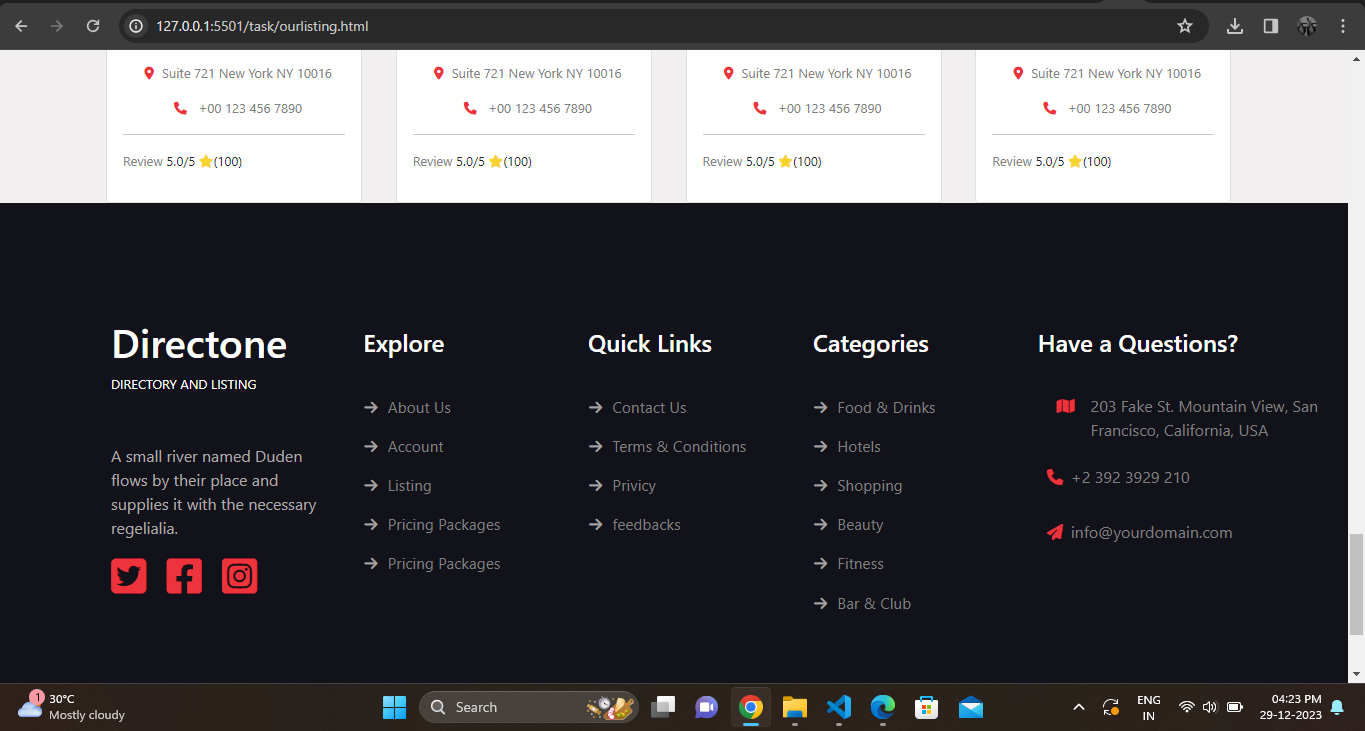 127.0.0.1:5501/task/ourlisting.html
Suite 721 New York NY 10016
Suite 721 New York NY 10016
Suite 721 New York NY 10016
Suite 721 New York NY 10016
+00 123 456 7890
+00 123 456 7890
+00 123 456 7890
+00 123 456 7890
Review 5.0/5 (100)
Review 5.0/5 (100)
Review 5.0/5 (100)
Review 5.0/5 (100)
Directone
DIRECTORY AND LISTING
A small river named Duden
flows by their place and
supplies it with the necessary
regelialia.
Explore
About Us
Account
Listing
Pricing Packages
Pricing Packages
Quick Links
Contact Us
Terms & Conditions
Privicy
feedbacks
Categories
Food & Drinks
Hotels
Shopping
Beauty
Fitness
Bar & Club
Have a Questions?
203 Fake St. Mountain View, San
Francisco, California, USA
+2 392 3929 210
info@yourdomain.com
1
30°C
Mostly cloudy
Search
ENG
IN
04:23 PM
29-12-2023